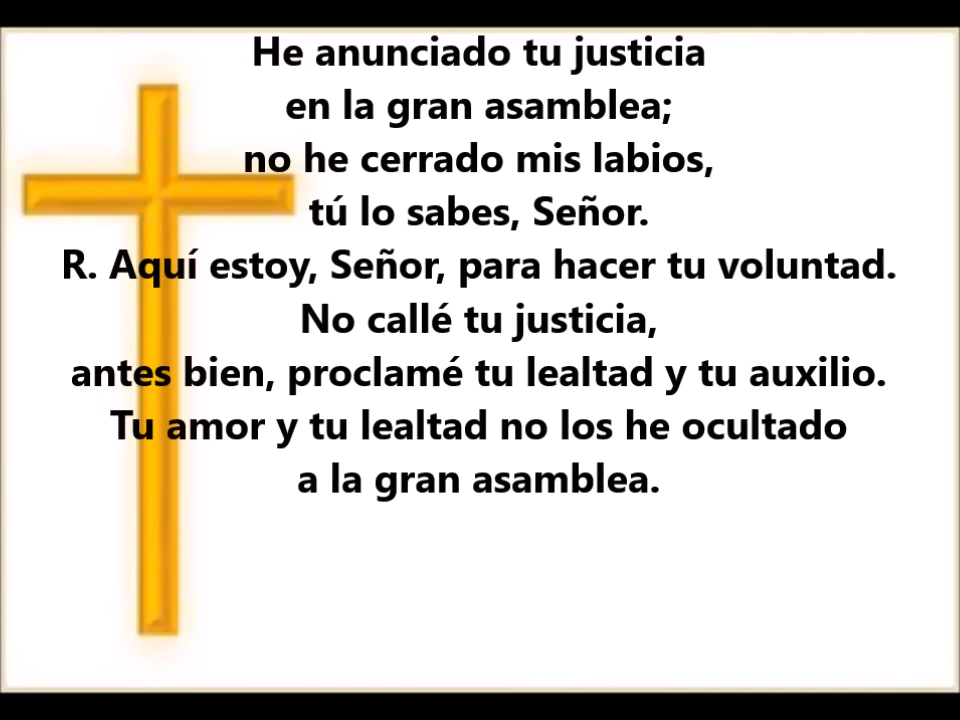 He anunciado tu justicia
en la gran asamblea;
no he cerrado mis labios,
tú lo sabes, Señor.
R. Aquí estoy, Señor, para hacer tu voluntad.
No callé tu justicia,
antes bien, proclamé tu lealtad y tu auxilio.
Tu amor y tu lealtad no los he ocultado
a la gran asamblea.